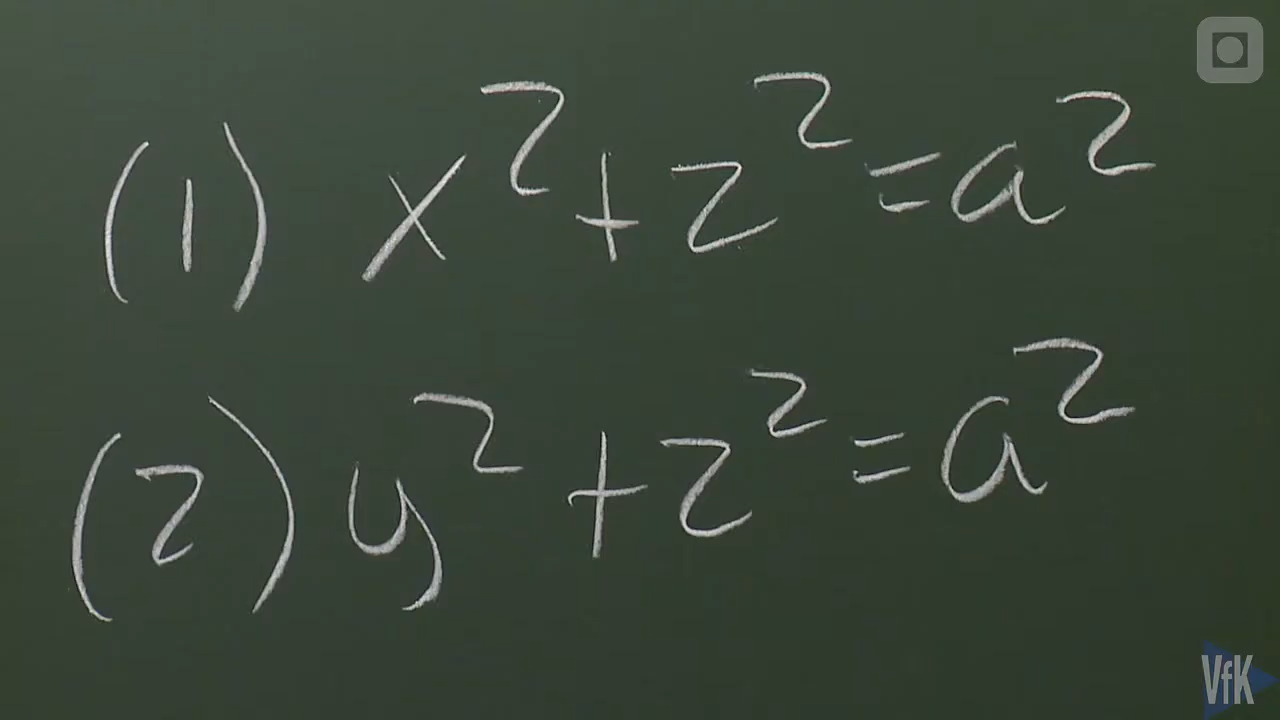 (1) x² + z² = a²
(2) y² + z² = a²
VfK